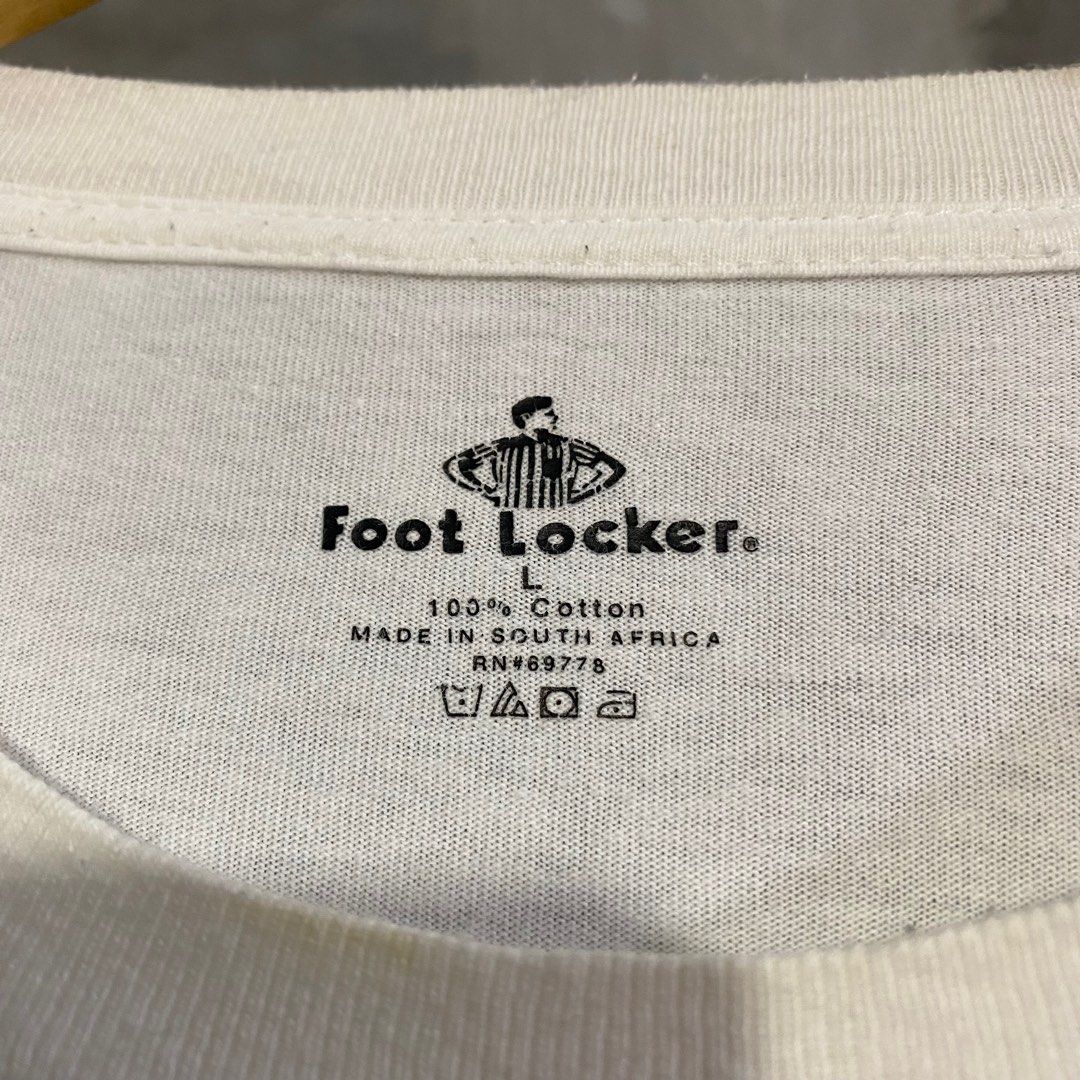 Foot Locker®
L
100% Cotton
MADE IN SOUTH AFRICA
RN#69778